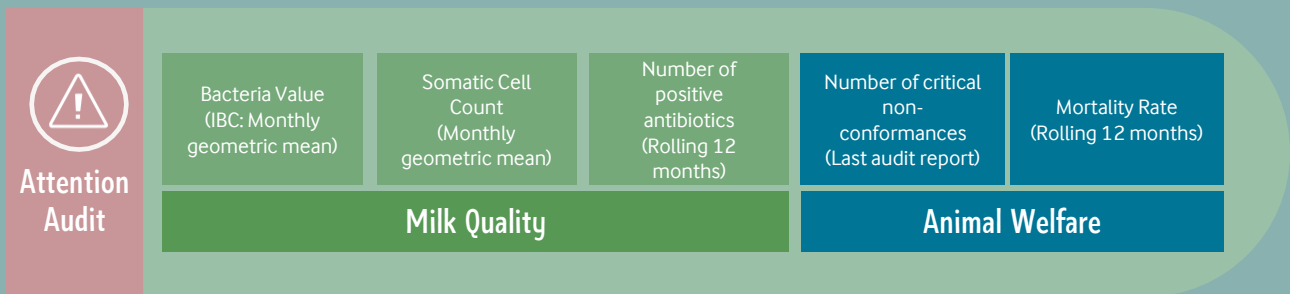 Attention
Audit
Bacteria Value
(IBC: Monthly
geometric mean)
Somatic Cell
Count
(Monthly
geometric mean)
Number of
positive
antibiotics
(Rolling 12
months)
Number of critical
non-
conformances
(Last audit report)
Mortality Rate
(Rolling 12 months)
Milk Quality
Animal Welfare